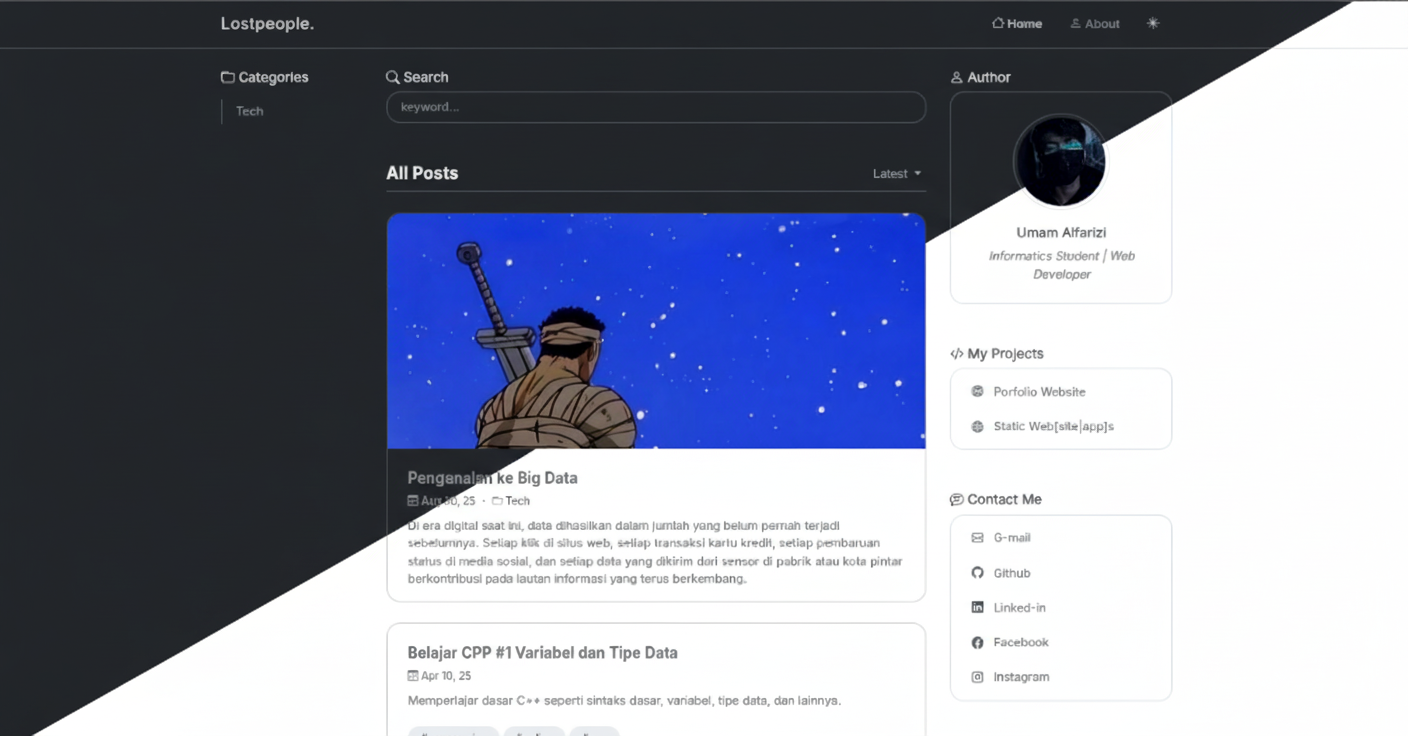 Lostpeople.
Home
About
Categories
Tech
Search
keyword...
All Posts
Latest
Pengenalan ke Big Data
Aug 30, 25 · Tech
Di era digital saat ini, data dihasilkan dalam jumlah yang belum pernah terjadi
sebelumnya. Setiap klik di situs web, setiap transaksi kartu kredit, setiap pembaruan
status di media sosial, dan setiap data yang dikirim dari sensor di pabrik atau kota pintar
berkontribusi pada lautan informasi yang terus berkembang.
Belajar CPP #1 Variabel dan Tipe Data
Apr 10, 25
Memperlajar dasar C++ seperti sintaks dasar, variabel, tipe data, dan lainnya.
Author
Umam Alfarizi
Informatics Student | Web
Developer
My Projects
Porfolio Website
Static Web[site|app]s
Contact Me
G-mail
Github
Linked-in
Facebook
Instagram